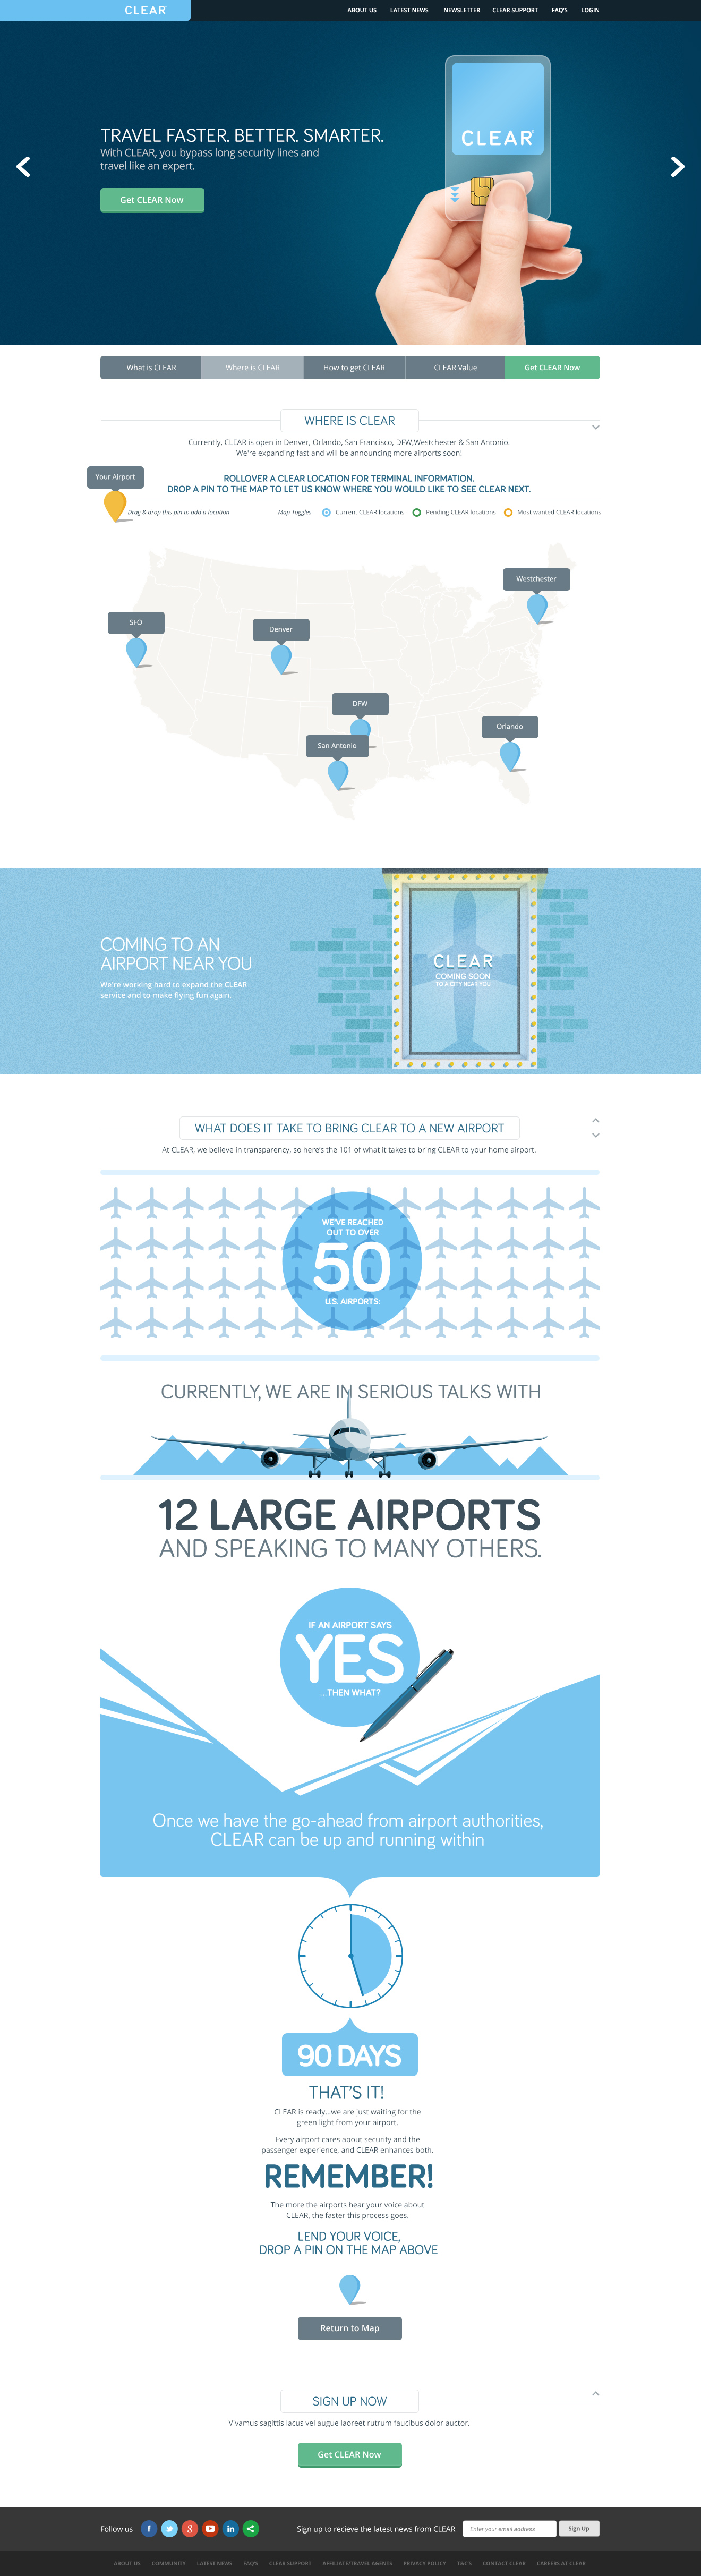 CLEAR
ABOUT US LATEST NEWS NEWSLETTER CLEAR SUPPORT FAQ'S LOGIN
CLEAR
TRAVEL FASTER. BETTER. SMARTER.
With CLEAR, you bypass long security lines and
travel like an expert.
Get CLEAR Now
What is CLEAR Where is CLEAR How to get CLEAR CLEAR Value Get CLEAR Now
WHERE IS CLEAR
Currently, CLEAR is open in Denver, Orlando, San Francisco, DFW,Westchester & San Antonio.
We're expanding fast and will be announcing more airports soon!
Your Airport
ROLLOVER A CLEAR LOCATION FOR TERMINAL INFORMATION.
DROP A PIN TO THE MAP TO LET US KNOW WHERE YOU WOULD LIKE TO SEE CLEAR NEXT.
Drag & drop this pin to add a location Map Toggles Current CLEAR locations Pending CLEAR locations Most wanted CLEAR locations
Westchester
SFO
Denver
DFW
Orlando
San Antonio
COMING TO AN
AIRPORT NEAR YOU
We're working hard to expand the CLEAR
service and to make flying fun again.
CLEAR
COMING SOON
TO A CITY NEAR YOU
WHAT DOES IT TAKE TO BRING CLEAR TO A NEW AIRPORT
At CLEAR, we believe in transparency, so here's the 101 of what it takes to bring CLEAR to your home airport.
WE'VE REACHED
OUT TO OVER
50
U.S. AIRPORTS:
CURRENTLY, WE ARE IN SERIOUS TALKS WITH
12 LARGE AIRPORTS
AND SPEAKING TO MANY OTHERS.
IF AN AIRPORT SAYS
YES
...THEN WHAT?
Once we have the go-ahead from airport authorities,
CLEAR can be up and running within
90 DAYS
THAT'S IT!
CLEAR is ready...we are just waiting for the
green light from your airport.
Every airport cares about security and the
passenger experience, and CLEAR enhances both.
REMEMBER!
The more the airports hear your voice about
CLEAR, the faster this process goes.
LEND YOUR VOICE,
DROP A PIN ON THE MAP ABOVE
Return to Map
SIGN UP NOW
Vivamus sagittis lacus vel augue laoreet rutrum faucibus dolor auctor.
Get CLEAR Now
Follow us Sign up to recieve the latest news from CLEAR Enter your email address Sign Up
ABOUT US COMMUNITY LATEST NEWS FAQ'S CLEAR SUPPORT AFFILIATE/TRAVEL AGENTS PRIVACY POLICY T&C'S CONTACT CLEAR CAREERS AT CLEAR